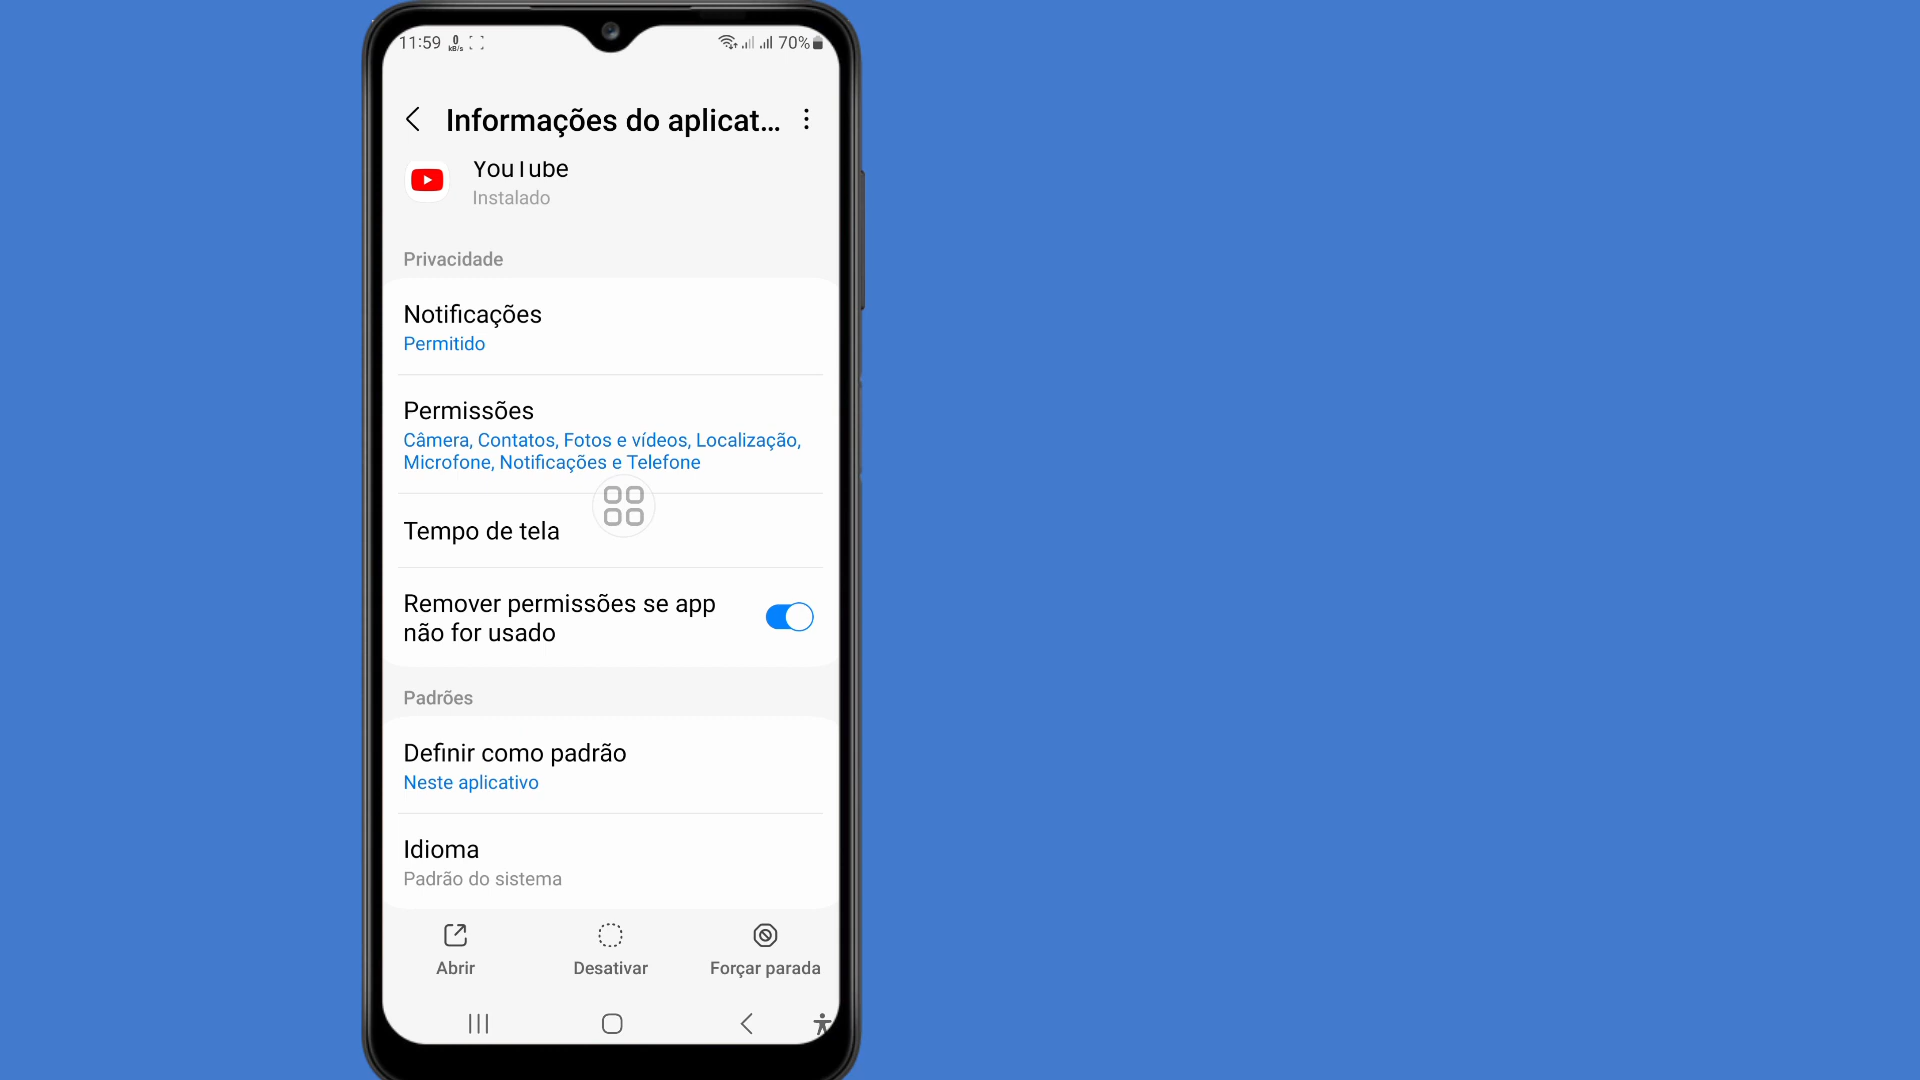 11:59 0 kB/s 70%
Informações do aplicat...
YouTube
Instalado
Privacidade
Notificações
Permitido
Permissões
Câmera, Contatos, Fotos e vídeos, Localização,
Microfone, Notificações e Telefone
Tempo de tela
Remover permissões se app
não for usado
Padrões
Definir como padrão
Neste aplicativo
Idioma
Padrão do sistema
Abrir Desativar Forçar parada